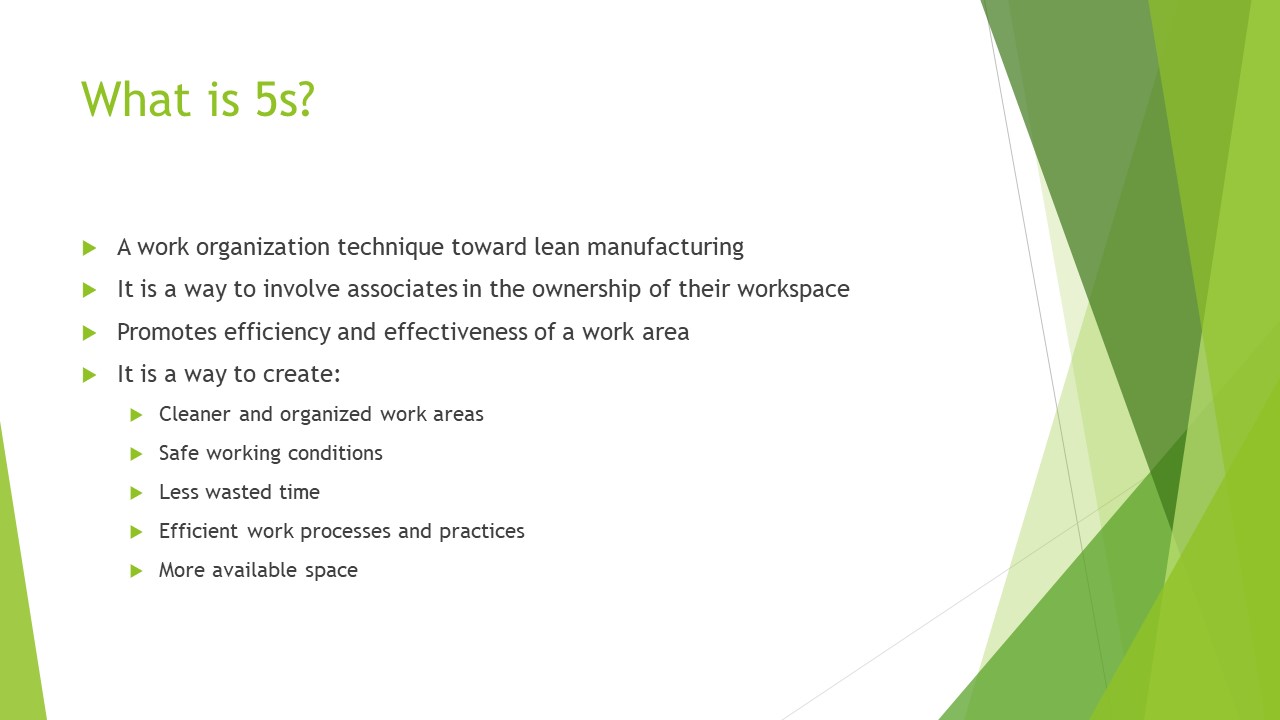 What is 5s?
A work organization technique toward lean manufacturing
It is a way to involve associates in the ownership of their workspace
Promotes efficiency and effectiveness of a work area
It is a way to create:
Cleaner and organized work areas
Safe working conditions
Less wasted time
Efficient work processes and practices
More available space